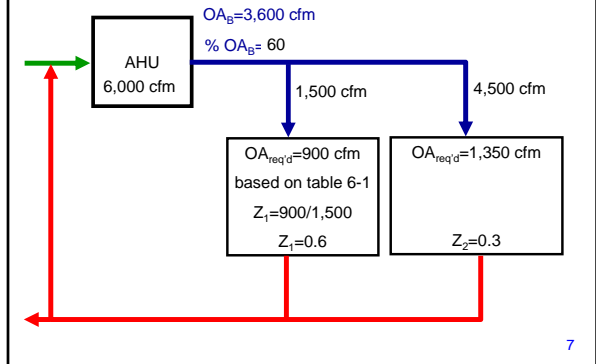 OA_B=3,600 cfm
% OA_B= 60
AHU
6,000 cfm
1,500 cfm
4,500 cfm
OA_req'd=900 cfm
based on table 6-1
Z_1=900/1,500
Z_1=0.6
OA_req'd=1,350 cfm
Z_2=0.3
7